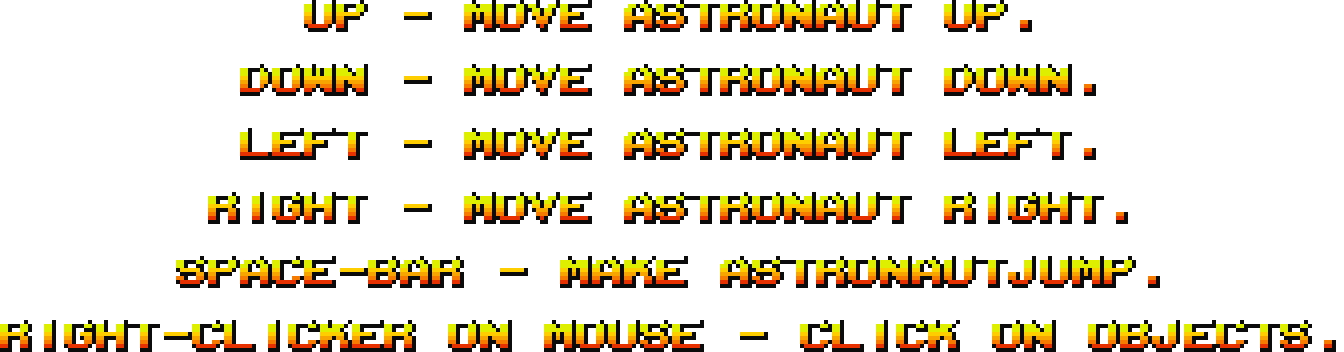 UP - MOVE ASTRONAUT UP.
DOWN - MOVE ASTRONAUT DOWN.
LEFT - MOVE ASTRONAUT LEFT.
RIGHT - MOVE ASTRONAUT RIGHT.
SPACE-BAR - MAKE ASTRONAUTJUMP.
RIGHT-CLICKER ON MOUSE - CLICK ON OBJECTS.